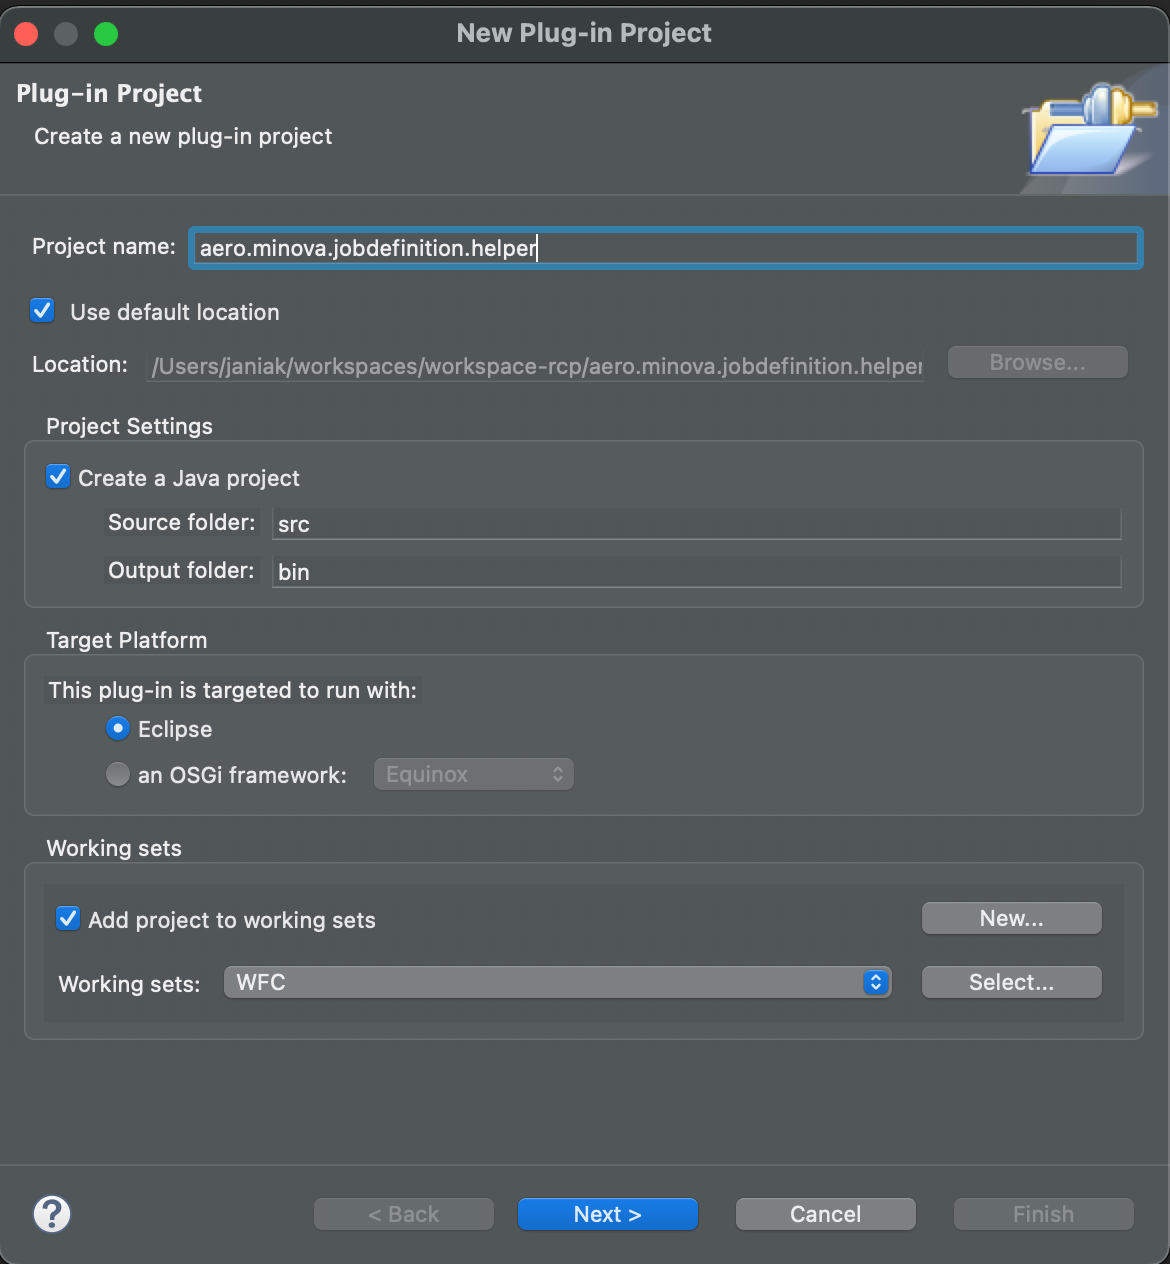 New Plug-in Project
Plug-in Project
Create a new plug-in project
Project name: aero.minova.jobdefinition.helper
Use default location
Location: /Users/janiak/workspaces/workspace-rcp/aero.minova.jobdefinition.helper Browse...
Project Settings
Create a Java project
Source folder: src
Output folder: bin
Target Platform
This plug-in is targeted to run with:
Eclipse
an OSGi framework: Equinox
Working sets
Add project to working sets New...
Working sets: WFC Select...
? < Back Next > Cancel Finish